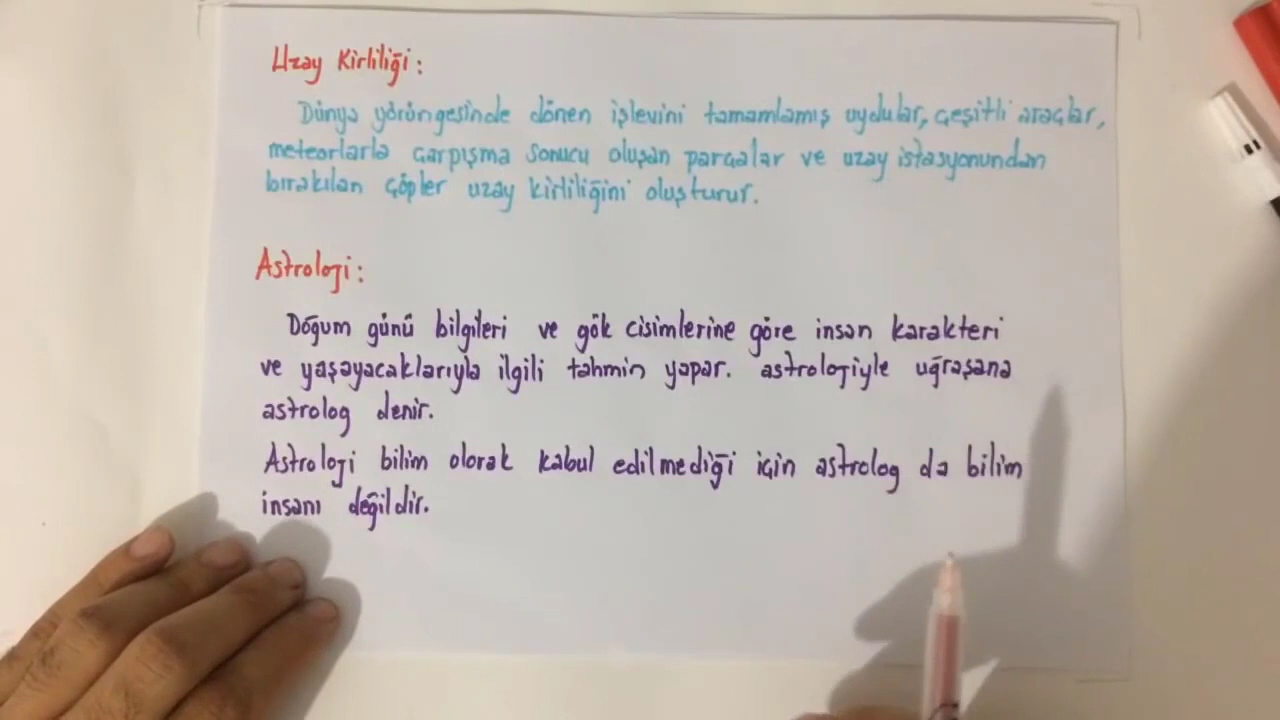 Uzay Kirliliği:
Dünya yörüngesinde dönen işlevini tamamlamış uydular, çeşitli araçlar,
meteorlarla çarpışma sonucu oluşan parçalar ve uzay istasyonundan
bırakılan çöpler uzay kirliliğini oluşturur.
Astroloji:
Doğum günü bilgileri ve gök cisimlerine göre insan karakteri
ve yaşayacaklarıyla ilgili tahmin yapar. astrolojiyle uğraşana
astrolog denir.
Astroloji bilim olarak kabul edilmediği için astrolog da bilim
insanı değildir.